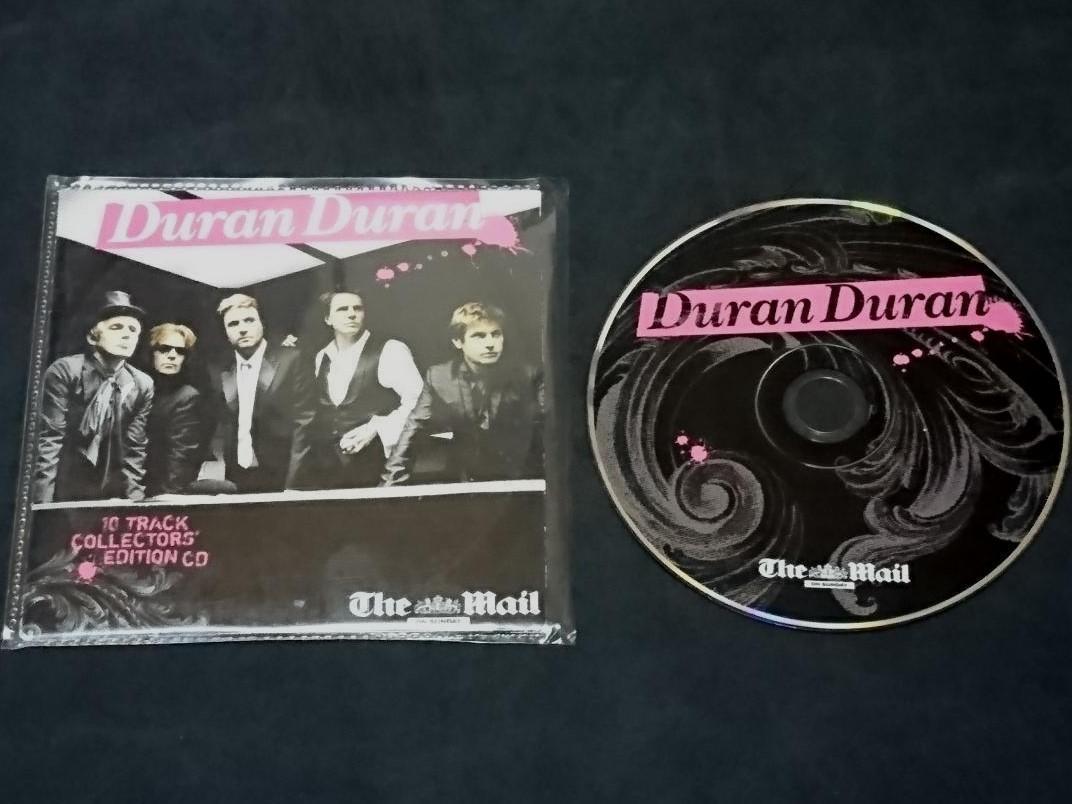 Duran Duran
10 TRACK
COLLECTORS'
EDITION CD
The Mail
ON SUNDAY
Duran Duran
The Mail
ON SUNDAY